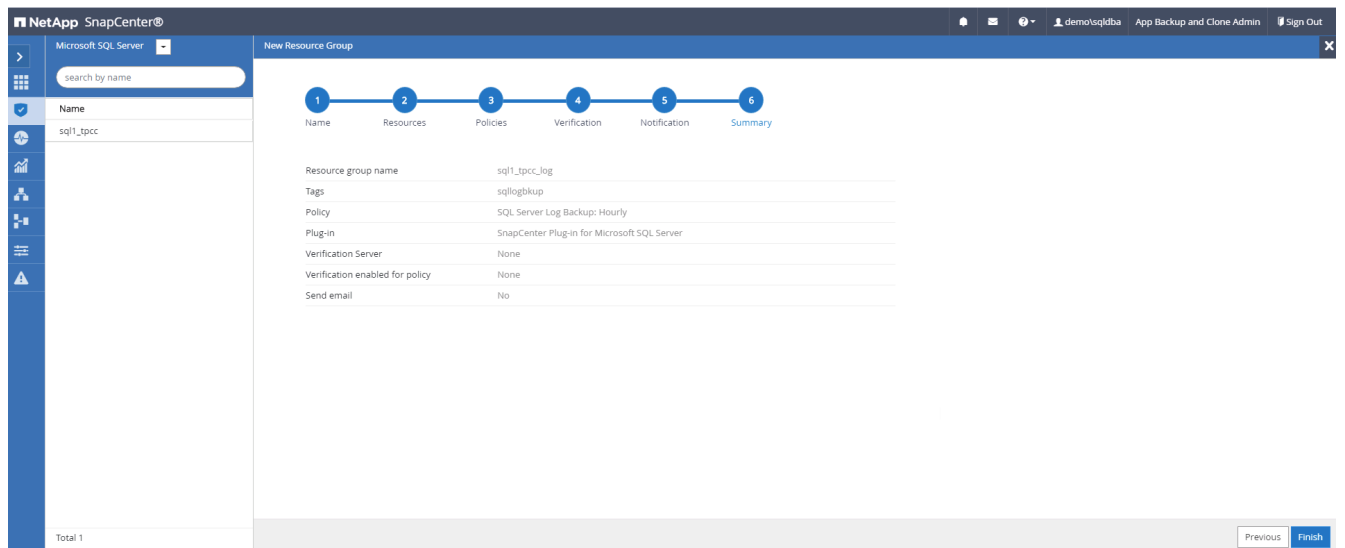 NetApp SnapCenter®
demo\sqldba App Backup and Clone Admin Sign Out
Microsoft SQL Server
New Resource Group
search by name
Name
sql1_tpcc
1 2 3 4 5 6
Name Resources Policies Verification Notification Summary
Resource group name sql1_tpcc_log
Tags sqllogbkup
Policy SQL Server Log Backup: Hourly
Plug-in SnapCenter Plug-in for Microsoft SQL Server
Verification Server None
Verification enabled for policy None
Send email No
Total 1
Previous Finish